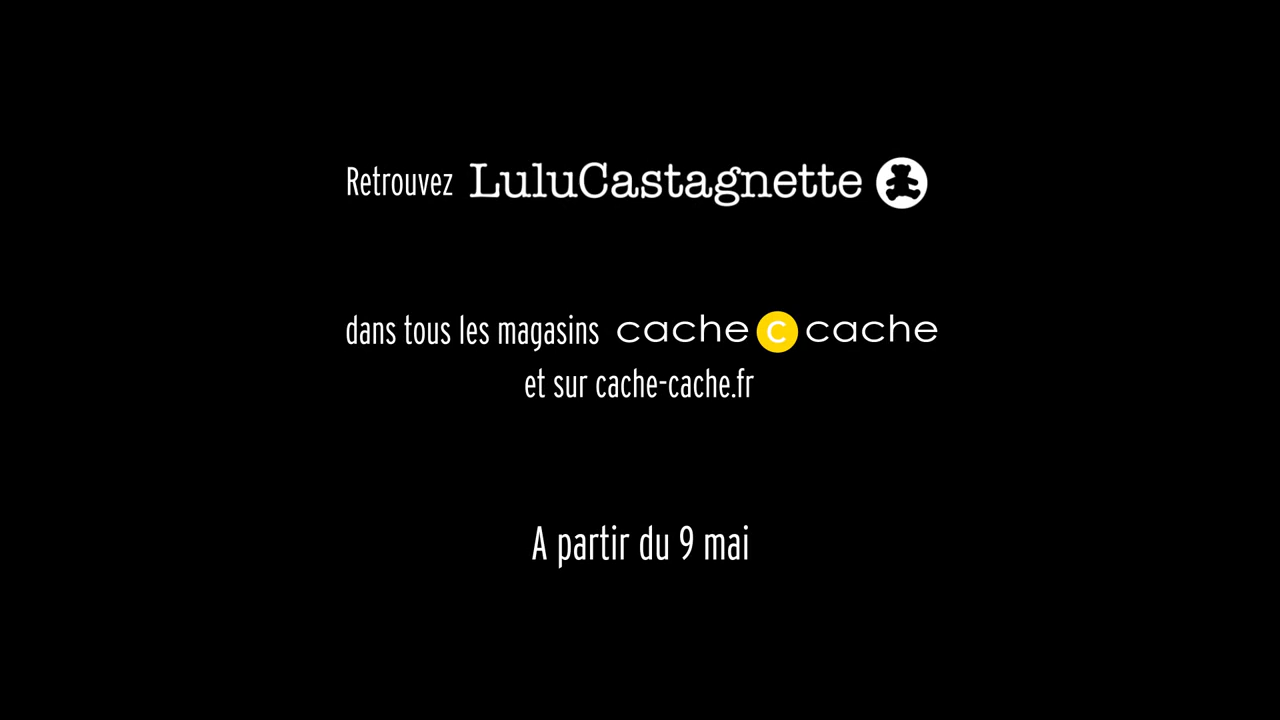 Retrouvez LuluCastagnette
dans tous les magasins cache c cache
et sur cache-cache.fr
A partir du 9 mai